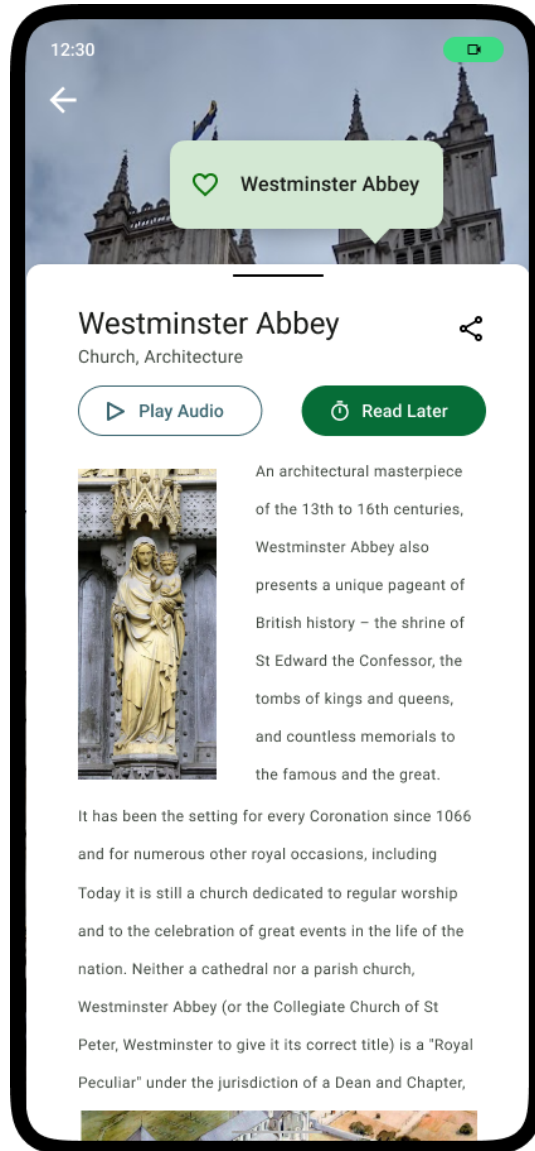 12:30
Westminster Abbey
Westminster Abbey
Church, Architecture
Play Audio
Read Later
An architectural masterpiece
of the 13th to 16th centuries,
Westminster Abbey also
presents a unique pageant of
British history – the shrine of
St Edward the Confessor, the
tombs of kings and queens,
and countless memorials to
the famous and the great.
It has been the setting for every Coronation since 1066
and for numerous other royal occasions, including
Today it is still a church dedicated to regular worship
and to the celebration of great events in the life of the
nation. Neither a cathedral nor a parish church,
Westminster Abbey (or the Collegiate Church of St
Peter, Westminster to give it its correct title) is a "Royal
Peculiar" under the jurisdiction of a Dean and Chapter,